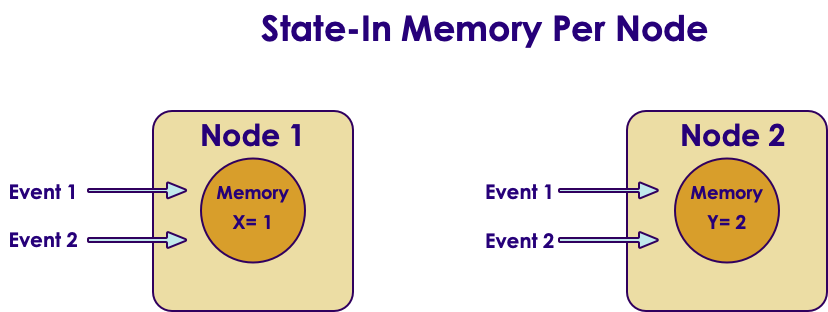 State-In Memory Per Node
Node 1
Event 1
Event 2
Memory
X= 1
Node 2
Event 1
Event 2
Memory
Y= 2